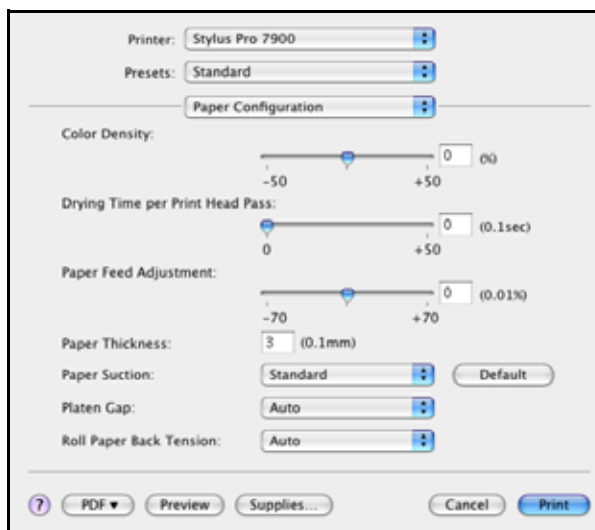 Printer: Stylus Pro 7900
Presets: Standard
Paper Configuration
Color Density:
0 (%)
-50 +50
Drying Time per Print Head Pass:
0 (0.1sec)
0 +50
Paper Feed Adjustment:
0 (0.01%)
-70 +70
Paper Thickness: 3 (0.1mm)
Paper Suction: Standard Default
Platen Gap: Auto
Roll Paper Back Tension: Auto
? PDF ▼ Preview Supplies... Cancel Print